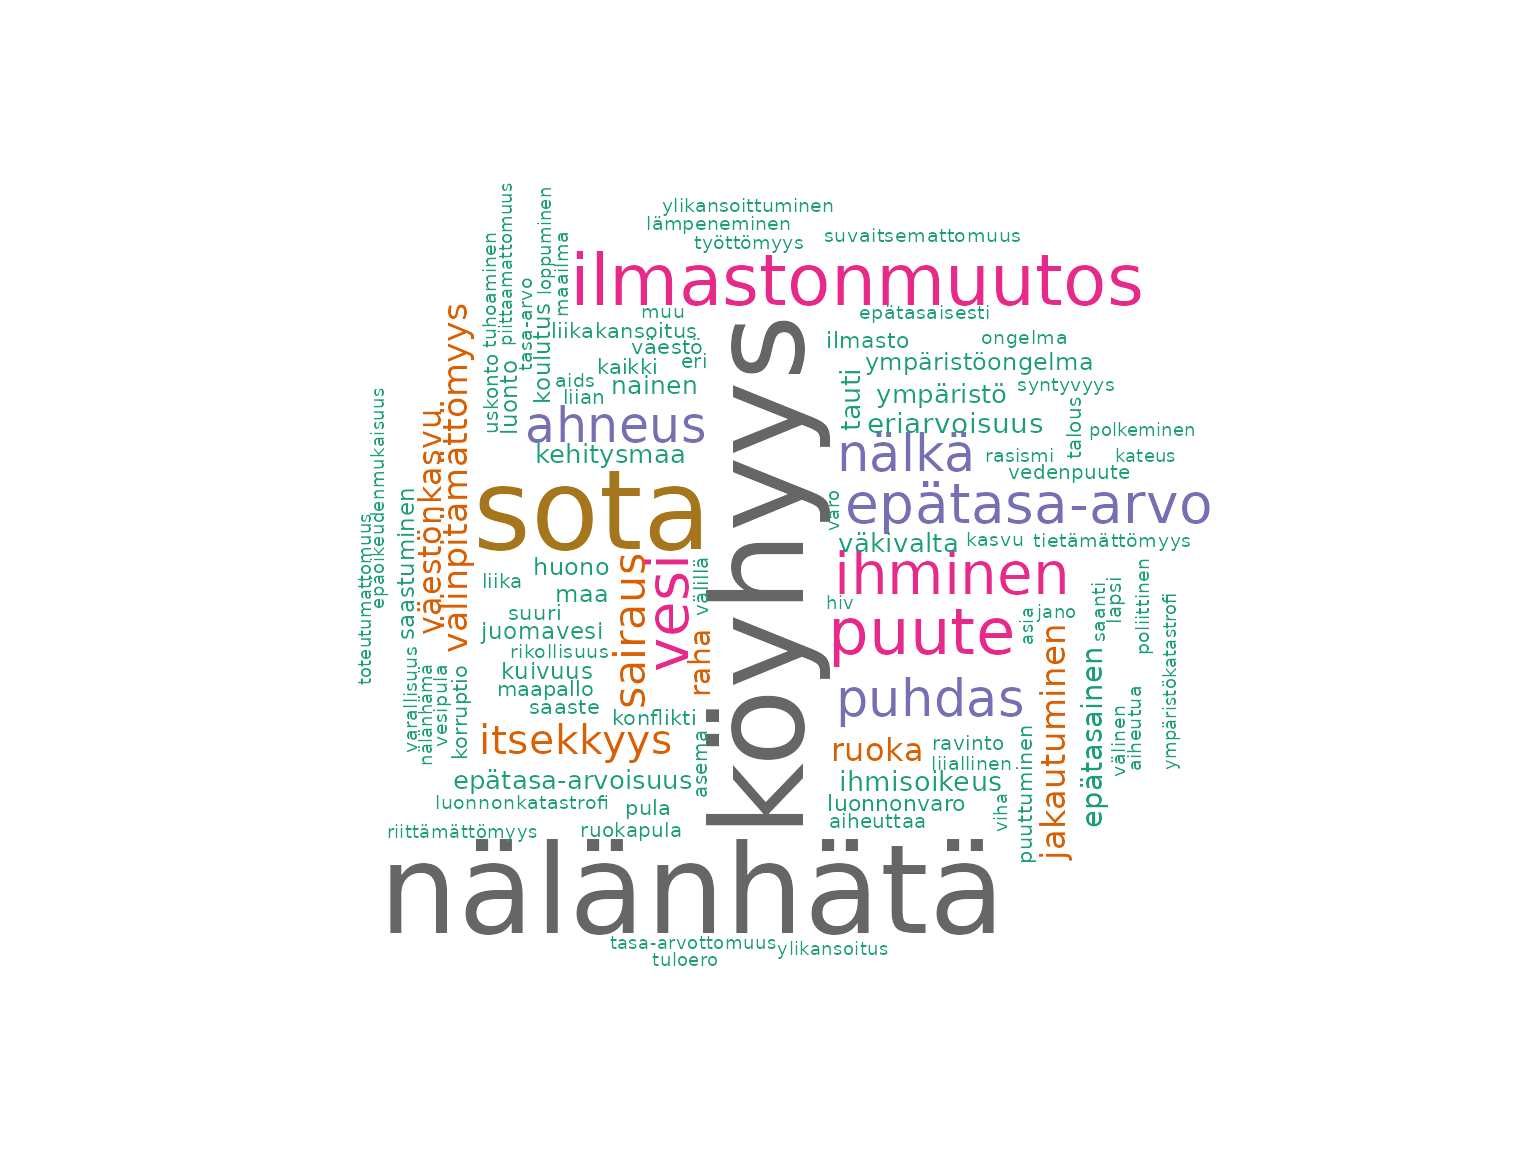 ylikansoittuminen
lämpeneminen
työttömyys
suvaitsemattomuus
ilmastonmuutos
tuhoaminen
piittaamattomuus
tasa-arvo
loppuminen
maailma
muu
epätasaisesti
liikakansoitus
väestö
eri
kaikki
aids
liian
nainen
koulutus
luonto
uskonto
ilmasto
ongelma
ympäristöongelma
tauti
ympäristö
syntyvyys
eriarvoisuus
talous
polkeminen
ahneus
kehitysmaa
nälkä
rasismi
kateus
vedenpuute
sota
köyhyys
varo
epätasa-arvo
väkivalta
kasvu
tietämättömyys
välinpitämättömyys
väestönkasvu
saastuminen
epäoikeudenmukaisuus
toteutumattomuus
huono
liika
maa
suuri
juomavesi
rikollisuus
kuivuus
maapallo
saaste
konflikti
sairaus
vesi
välillä
raha
ihminen
hiv
puute
asia
jano
saanti
lapsi
poliittinen
ympäristökatastrofi
puhdas
jakautuminen
epätasainen
välinen
aiheutua
varallisuus
nälänhämä
vesipula
korruptio
itsekkyys
asema
ruoka
ravinto
liiallinen
ihmisoikeus
luonnonvaro
aiheuttaa
viha
puuttuminen
epätasa-arvoisuus
luonnonkatastrofi
pula
riittämättömyys
ruokapula
nälänhätä
tasa-arvottomuus
ylikansoitus
tuloero